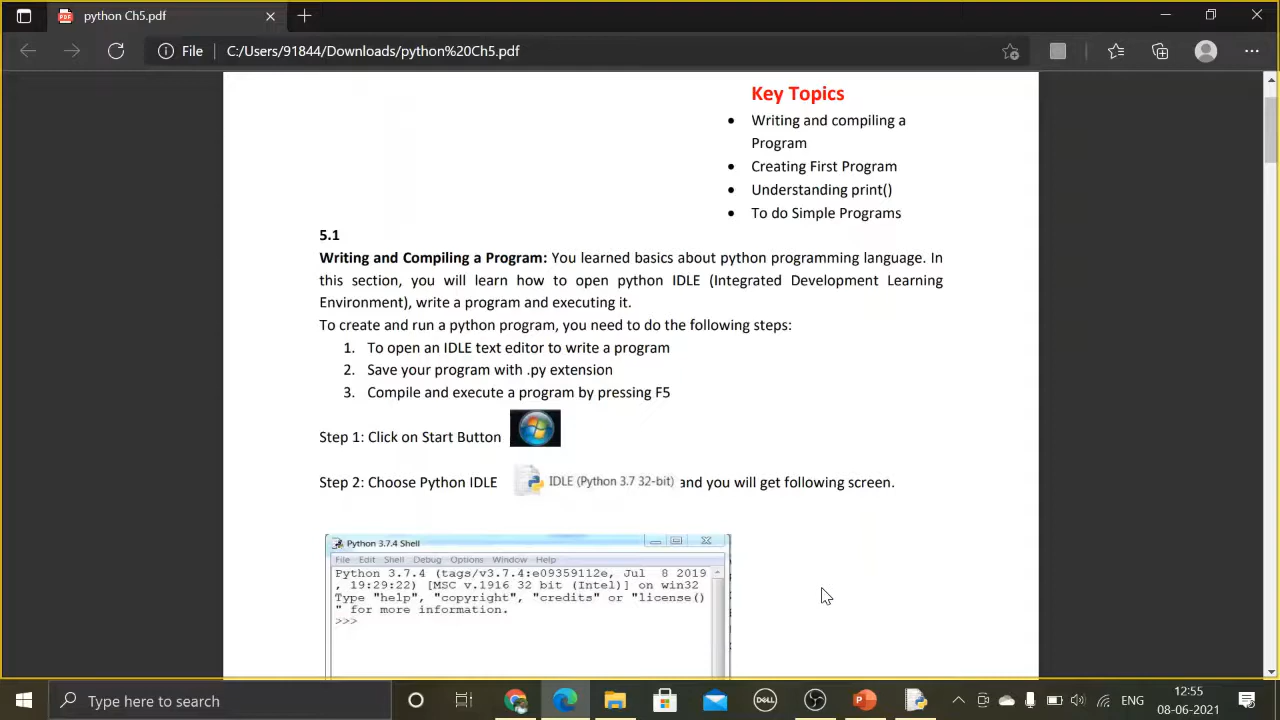 python Ch5.pdf
File
C:/Users/91844/Downloads/python%20Ch5.pdf
Key Topics
• Writing and compiling a
Program
• Creating First Program
• Understanding print()
• To do Simple Programs
5.1
Writing and Compiling a Program: You learned basics about python programming language. In
this section, you will learn how to open python IDLE (Integrated Development Learning
Environment), write a program and executing it.
To create and run a python program, you need to do the following steps:
1. To open an IDLE text editor to write a program
2. Save your program with .py extension
3. Compile and execute a program by pressing F5
Step 1: Click on Start Button
Step 2: Choose Python IDLE IDLE (Python 3.7 32-bit) and you will get following screen.
Python 3.7.4 Shell
File Edit Shell Debug Options Window Help
Python 3.7.4 (tags/v3.7.4:e09359112e, Jul 8 2019
, 19:29:22) [MSC v.1916 32 bit (Intel)] on win32
Type "help", "copyright", "credits" or "license()
" for more information.
>>>
Type here to search
DELL
ENG
12:55
08-06-2021